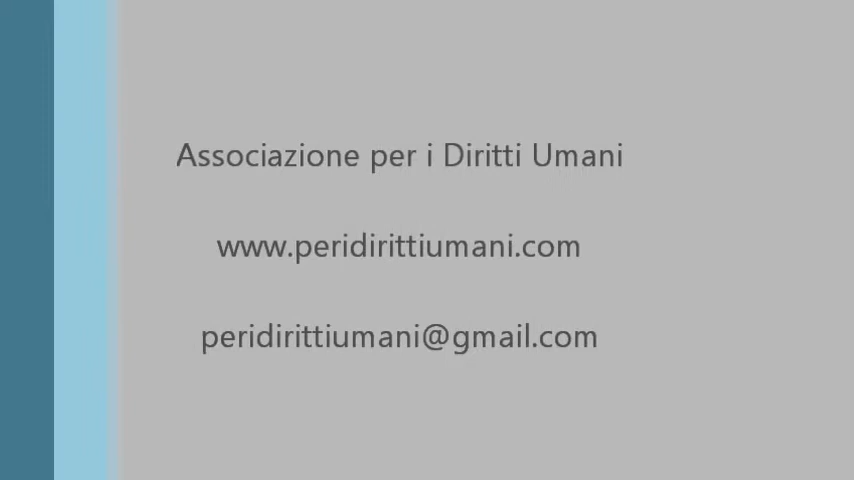 Associazione per i Diritti Umani
www.peridirittiumani.com
peridirittiumani@gmail.com